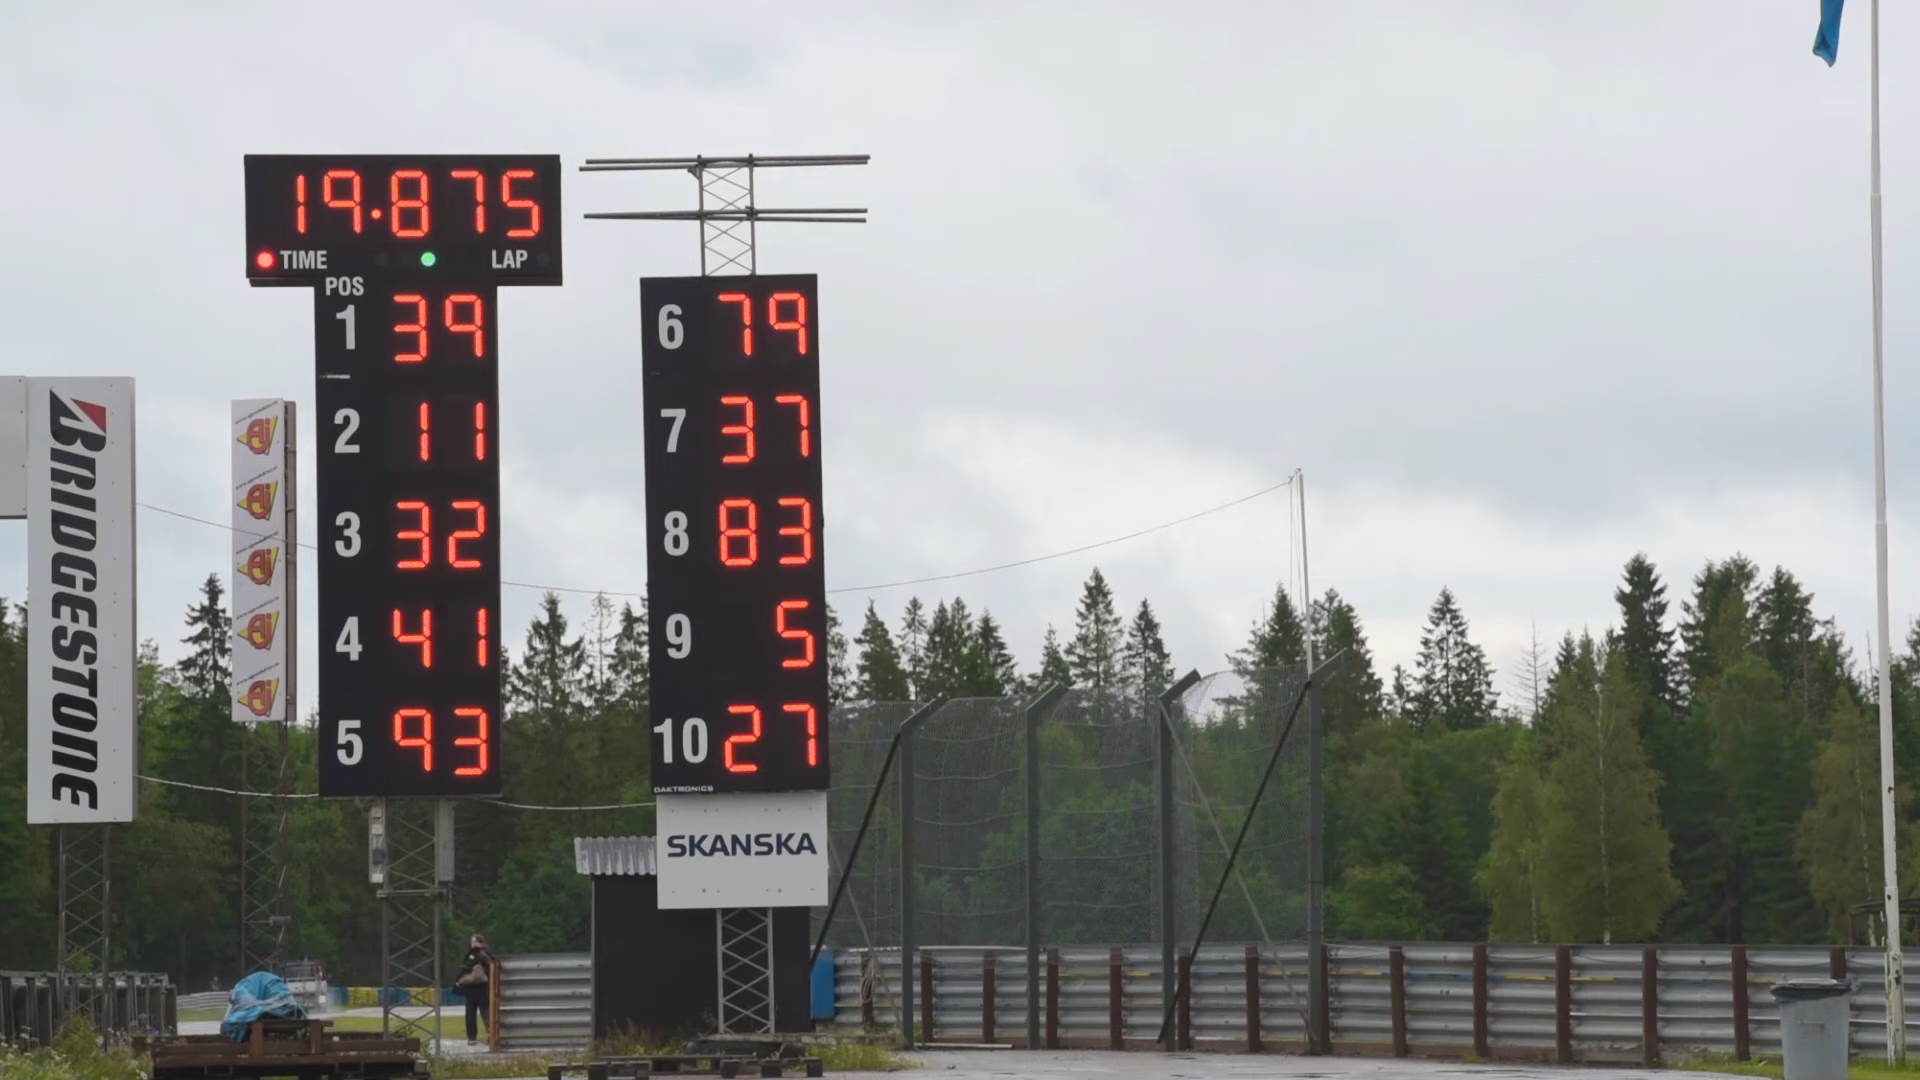 19.875
TIME LAP
POS
1 39
2 11
3 32
4 41
5 93
6 79
7 37
8 83
9 5
10 27
DAKTRONICS
SKANSKA
BRIDGESTONE